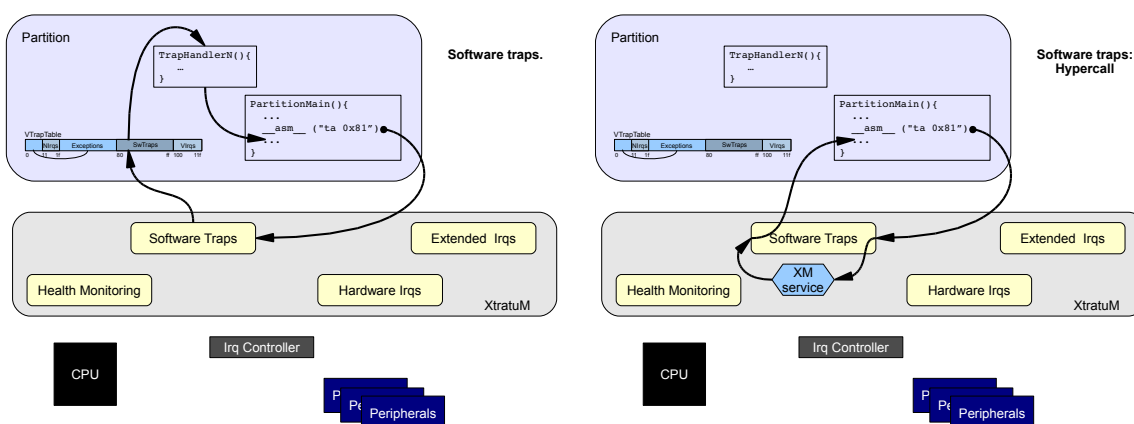 Partition
Software traps.
TrapHandlerN(){
…
}
PartitionMain(){
...
__asm__ ("ta 0x81”)
...
}
VTrapTable
NIrqs Exceptions SwTraps VIrqs
0 11 1f 80 ff 100 11f
Software Traps
Extended Irqs
Health Monitoring
Hardware Irqs
XtratuM
Irq Controller
CPU
P
Pe
Peripherals
Partition
Software traps:
Hypercall
TrapHandlerN(){
…
}
PartitionMain(){
...
__asm__ ("ta 0x81”)
...
}
VTrapTable
NIrqs Exceptions SwTraps VIrqs
0 11 1f 80 ff 100 11f
Software Traps
Extended Irqs
XM
service
Health Monitoring
Hardware Irqs
XtratuM
Irq Controller
CPU
P
Pe
Peripherals